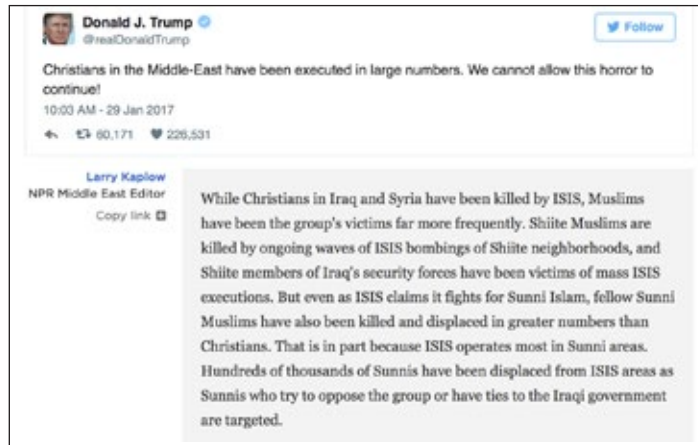 Donald J. Trump
@realDonaldTrump
Follow
Christians in the Middle-East have been executed in large numbers. We cannot allow this horror to
continue!
10:03 AM - 29 Jan 2017
60,171 226,531
Larry Kaplow
NPR Middle East Editor
Copy link
While Christians in Iraq and Syria have been killed by ISIS, Muslims
have been the group's victims far more frequently. Shiite Muslims are
killed by ongoing waves of ISIS bombings of Shiite neighborhoods, and
Shiite members of Iraq's security forces have been victims of mass ISIS
executions. But even as ISIS claims it fights for Sunni Islam, fellow Sunni
Muslims have also been killed and displaced in greater numbers than
Christians. That is in part because ISIS operates most in Sunni areas.
Hundreds of thousands of Sunnis have been displaced from ISIS areas as
Sunnis who try to oppose the group or have ties to the Iraqi government
are targeted.